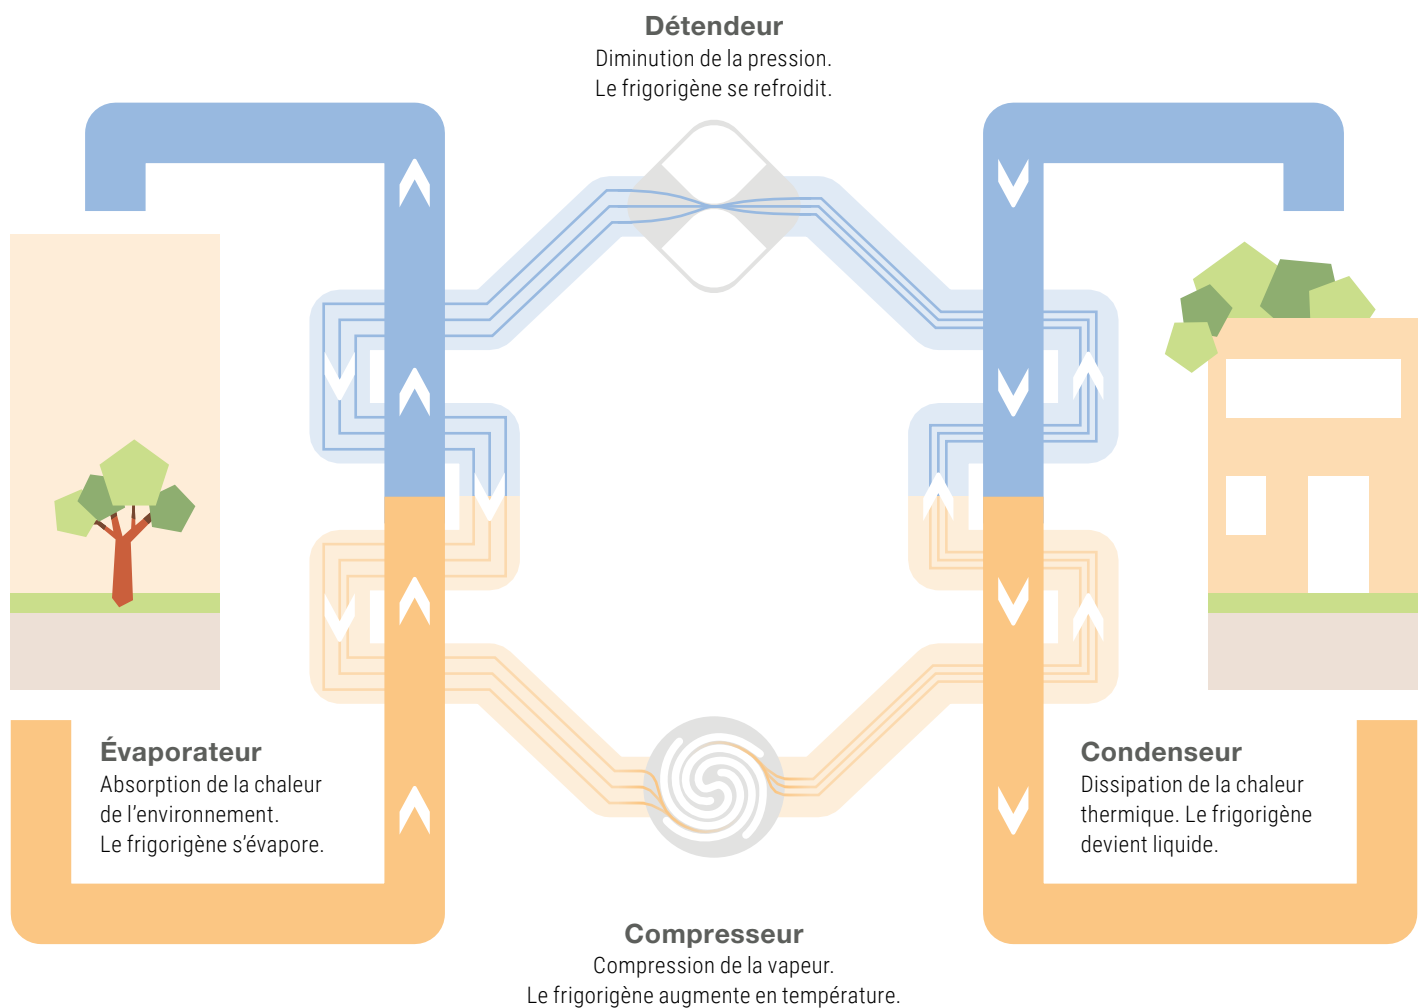 Détendeur
Diminution de la pression.
Le frigorigène se refroidit.
Évaporateur
Absorption de la chaleur
de l’environnement.
Le frigorigène s’évapore.
Condenseur
Dissipation de la chaleur
thermique. Le frigorigène
devient liquide.
Compresseur
Compression de la vapeur.
Le frigorigène augmente en température.